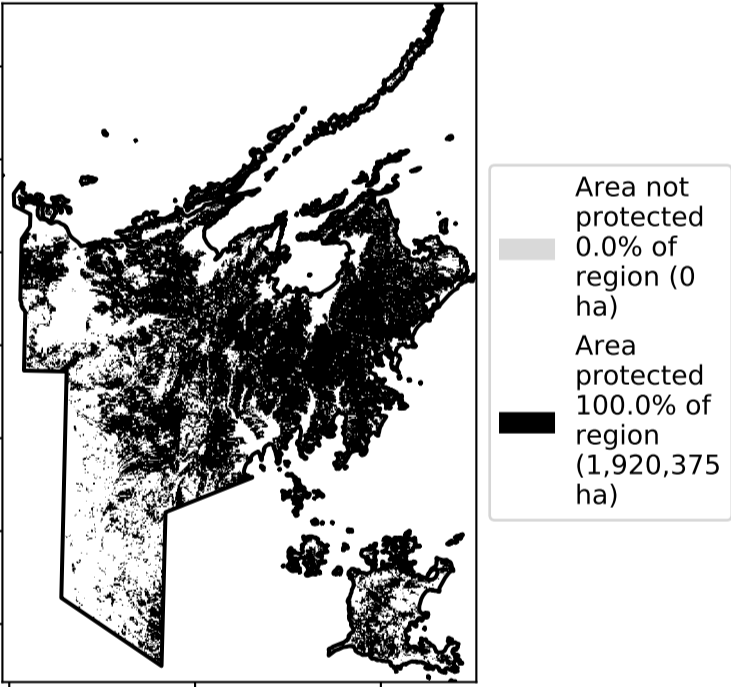 Area not
protected
0.0% of
region (0
ha)
Area
protected
100.0% of
region
(1,920,375
ha)